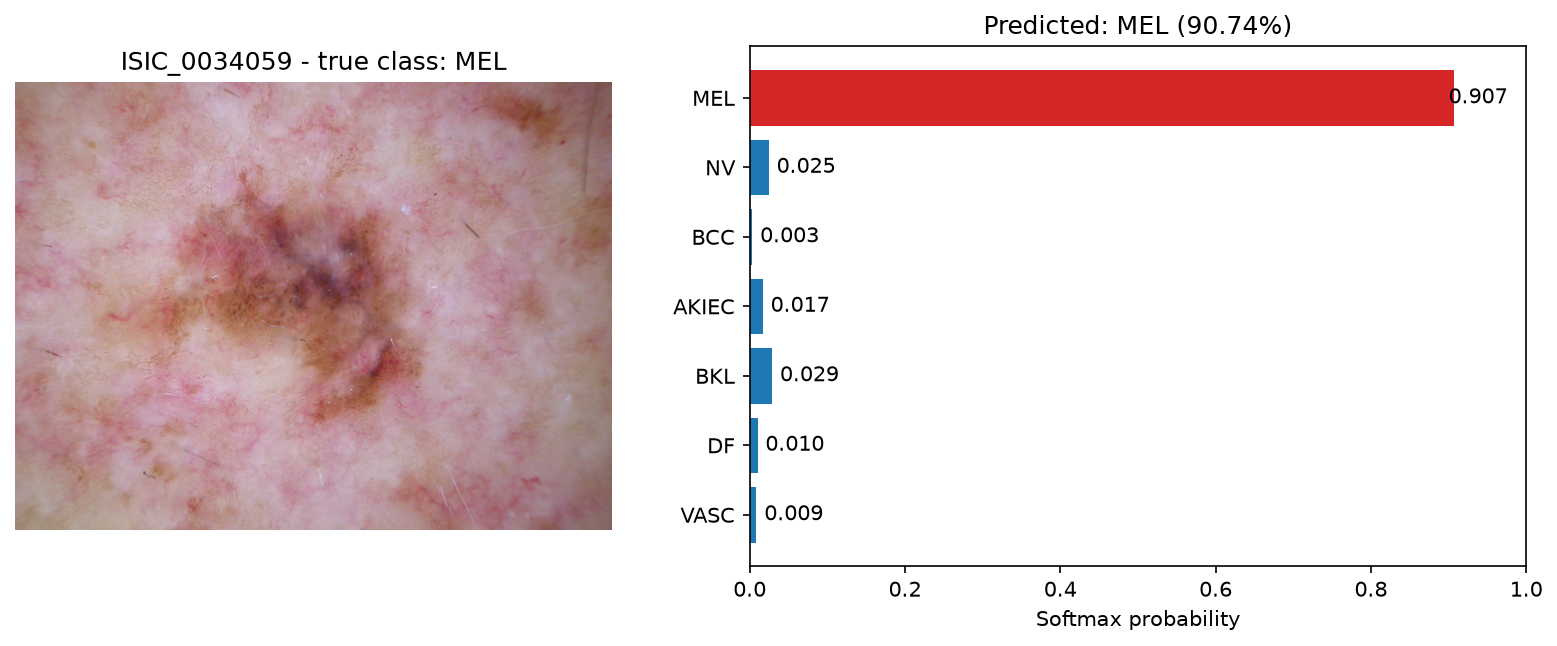 ISIC_0034059 - true class: MEL
Predicted: MEL (90.74%)
MEL 0.907
NV 0.025
BCC 0.003
AKIEC 0.017
BKL 0.029
DF 0.010
VASC 0.009
0.0 0.2 0.4 0.6 0.8 1.0
Softmax probability